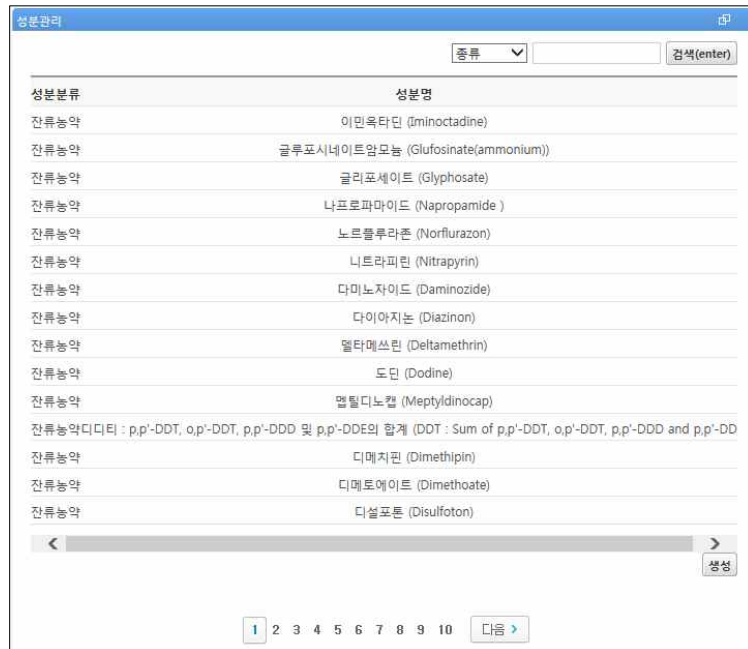 성분관리
종류 검색(enter)
성분분류 성분명
잔류농약 이민옥타딘 (Iminoctadine)
잔류농약 글루포시네이트암모늄 (Glufosinate(ammonium))
잔류농약 글리포세이트 (Glyphosate)
잔류농약 나프로파마이드 (Napropamide )
잔류농약 노르플루라존 (Norflurazon)
잔류농약 니트라피린 (Nitrapyrin)
잔류농약 다미노자이드 (Daminozide)
잔류농약 다이아지논 (Diazinon)
잔류농약 델타메쓰린 (Deltamethrin)
잔류농약 도딘 (Dodine)
잔류농약 멥틸디노캡 (Meptyldinocap)
잔류농약디디티 : p,p'-DDT, o,p'-DDT, p,p'-DDD 및 p,p'-DDE의 합계 (DDT : Sum of p,p'-DDT, o,p'-DDT, p,p'-DDD and p,p'-DD
잔류농약 디메치핀 (Dimethipin)
잔류농약 디메토에이트 (Dimethoate)
잔류농약 디설포톤 (Disulfoton)
생성
1 2 3 4 5 6 7 8 9 10 다음 >